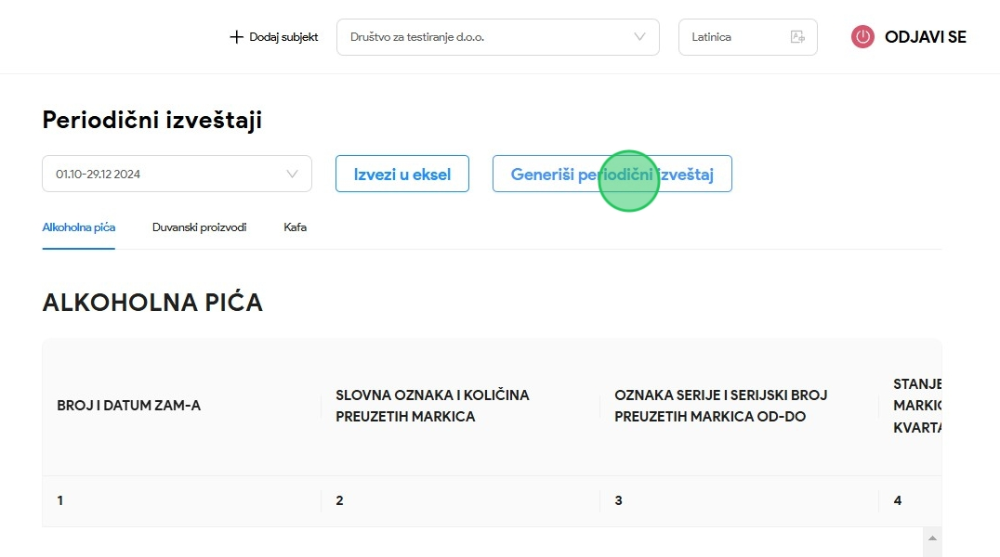 Dodaj subjekt
Društvo za testiranje d.o.o.
Latinica
ODJAVI SE
Periodični izveštaji
01.10-29.12 2024
Izvezi u eksel
Generiši periodični izveštaj
Alkoholna pića
Duvanski proizvodi
Kafa
ALKOHOLNA PIĆA
BROJ I DATUM ZAM-A
SLOVNA OZNAKA I KOLIČINA
PREUZETIH MARKICA
OZNAKA SERIJE I SERIJSKI BROJ
PREUZETIH MARKICA OD-DO
STANJE
MARKIC
KVARTA
1
2
3
4